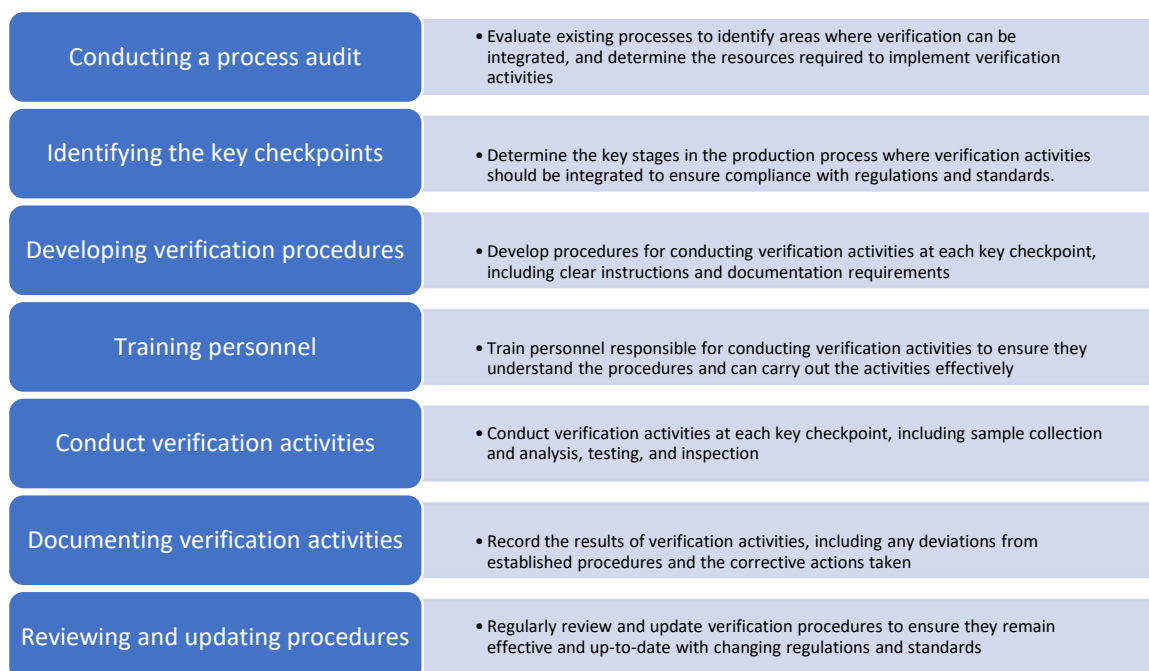 Conducting a process audit
• Evaluate existing processes to identify areas where verification can be
integrated, and determine the resources required to implement verification
activities
Identifying the key checkpoints
• Determine the key stages in the production process where verification activities
should be integrated to ensure compliance with regulations and standards.
Developing verification procedures
• Develop procedures for conducting verification activities at each key checkpoint,
including clear instructions and documentation requirements
Training personnel
• Train personnel responsible for conducting verification activities to ensure they
understand the procedures and can carry out the activities effectively
Conduct verification activities
• Conduct verification activities at each key checkpoint, including sample collection
and analysis, testing, and inspection
Documenting verification activities
• Record the results of verification activities, including any deviations from
established procedures and the corrective actions taken
Reviewing and updating procedures
• Regularly review and update verification procedures to ensure they remain
effective and up-to-date with changing regulations and standards